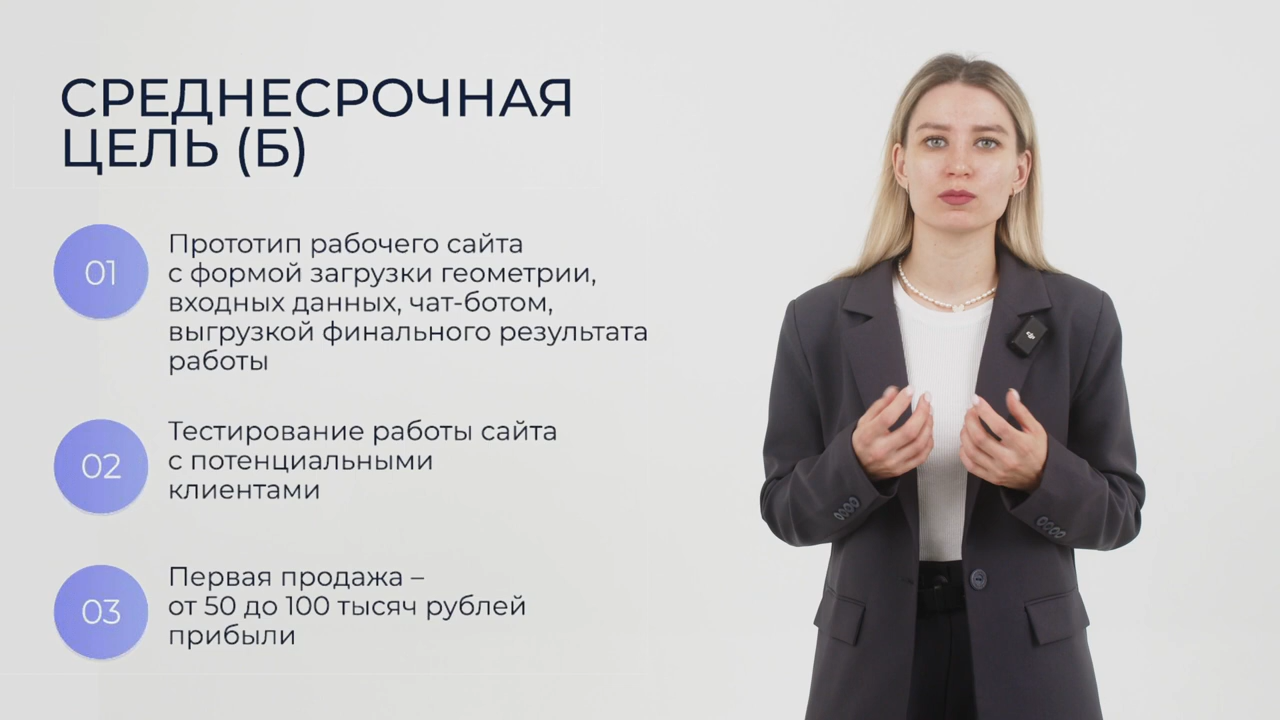 СРЕДНЕСРОЧНАЯ
ЦЕЛЬ (Б)
01
Прототип рабочего сайта
с формой загрузки геометрии,
входных данных, чат-ботом,
выгрузкой финального результата
работы
02
Тестирование работы сайта
с потенциальными
клиентами
03
Первая продажа –
от 50 до 100 тысяч рублей
прибыли